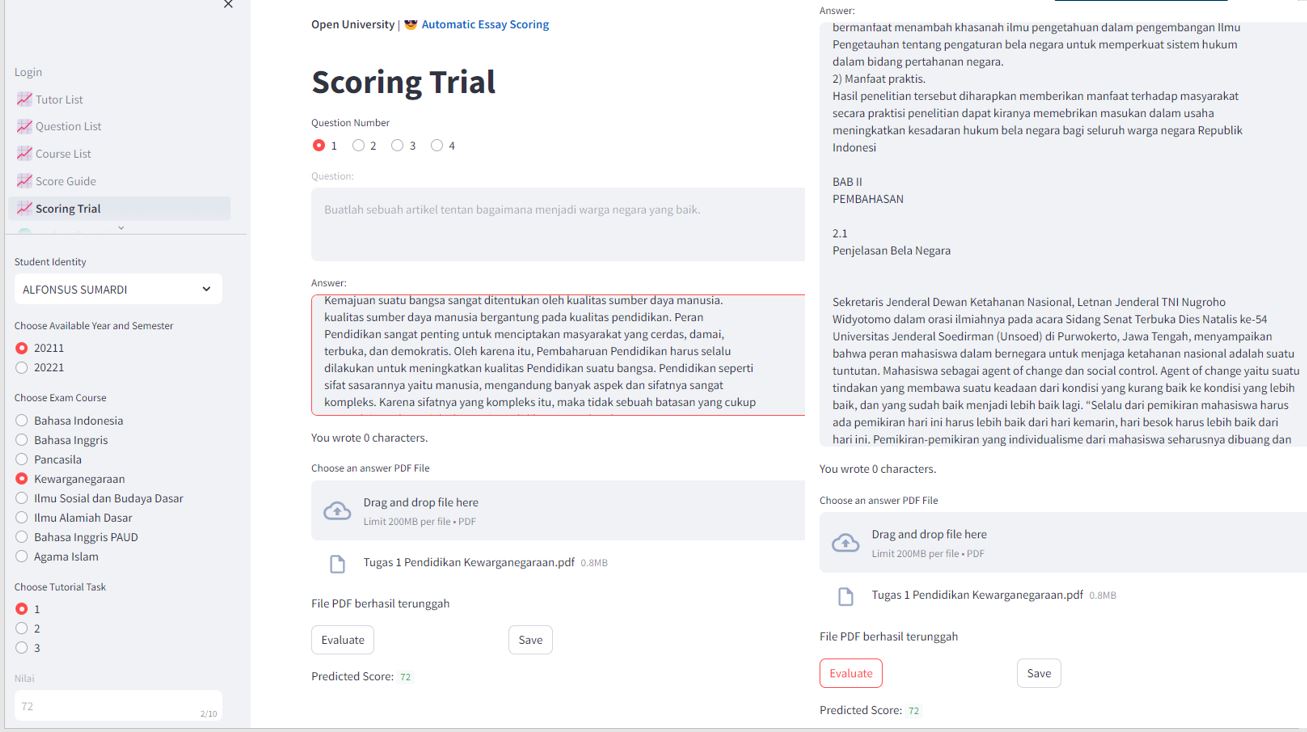 Login
Tutor List
Question List
Course List
Score Guide
Scoring Trial
Student Identity
ALFONSUS SUMARDI
Choose Available Year and Semester
20211
20221
Choose Exam Course
Bahasa Indonesia
Bahasa Inggris
Pancasila
Kewarganegaraan
Ilmu Sosial dan Budaya Dasar
Ilmu Alamiah Dasar
Bahasa Inggris PAUD
Agama Islam
Choose Tutorial Task
1
2
3
Nilai
72
2/10
Open University | 😎 Automatic Essay Scoring
Scoring Trial
Question Number
1 2 3 4
Question:
Buatlah sebuah artikel tentan bagaimana menjadi warga negara yang baik.
Answer:
Kemajuan suatu bangsa sangat ditentukan oleh kualitas sumber daya manusia.
kualitas sumber daya manusia bergantung pada kualitas pendidikan. Peran
Pendidikan sangat penting untuk menciptakan masyarakat yang cerdas, damai,
terbuka, dan demokratis. Oleh karena itu, Pembaharuan Pendidikan harus selalu
dilakukan untuk meningkatkan kualitas Pendidikan suatu bangsa. Pendidikan seperti
sifat sasarannya yaitu manusia, mengandung banyak aspek dan sifatnya sangat
kompleks. Karena sifatnya yang kompleks itu, maka tidak sebuah batasan yang cukup
You wrote 0 characters.
Choose an answer PDF File
Drag and drop file here
Limit 200MB per file • PDF
Tugas 1 Pendidikan Kewarganegaraan.pdf 0.8MB
File PDF berhasil terunggah
Evaluate Save
Predicted Score: 72
Answer:
bermanfaat menambah khasanah ilmu pengetahuan dalam pengembangan Ilmu
Pengetauhan tentang pengaturan bela negara untuk memperkuat sistem hukum
dalam bidang pertahanan negara.
2) Manfaat praktis.
Hasil penelitian tersebut diharapkan memberikan manfaat terhadap masyarakat
secara praktisi penelitian dapat kiranya memebrikan masukan dalam usaha
meningkatkan kesadaran hukum bela negara bagi seluruh warga negara Republik
Indonesi
BAB II
PEMBAHASAN
2.1
Penjelasan Bela Negara
Sekretaris Jenderal Dewan Ketahanan Nasional, Letnan Jenderal TNI Nugroho
Widyotomo dalam orasi ilmiahnya pada acara Sidang Senat Terbuka Dies Natalis ke-54
Universitas Jenderal Soedirman (Unsoed) di Purwokerto, Jawa Tengah, menyampaikan
bahwa peran mahasiswa dalam bernegara untuk menjaga ketahanan nasional adalah suatu
tuntutan. Mahasiswa sebagai agent of change dan social control. Agent of change yaitu suatu
tindakan yang membawa suatu keadaan dari kondisi yang kurang baik ke kondisi yang lebih
baik, dan yang sudah baik menjadi lebih baik lagi. “Selalu dari pemikiran mahasiswa harus
ada pemikiran hari ini harus lebih baik dari hari kemarin, hari besok harus lebih baik dari
hari ini. Pemikiran-pemikiran yang individualisme dari mahasiswa seharusnya dibuang dan
You wrote 0 characters.
Choose an answer PDF File
Drag and drop file here
Limit 200MB per file • PDF
Tugas 1 Pendidikan Kewarganegaraan.pdf 0.8MB
File PDF berhasil terunggah
Evaluate Save
Predicted Score: 72